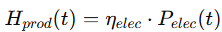 H_{prod}(t) = η_{elec} · P_{elec}(t)